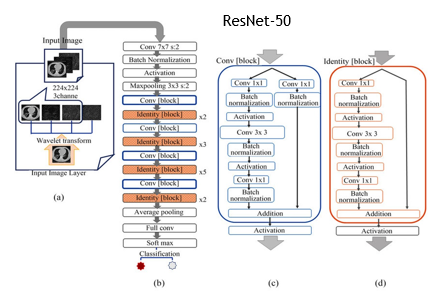 ResNet-50
Input Image
224x224
3channe
Wavelet transform
Input Image Layer
(a)
Conv 7x7 s:2
Batch Normalization
Activation
Maxpooling 3x3 s:2
Conv [block]
Identity [block]
x2
Conv [block]
Identity [block]
x3
Conv [block]
Identity [block]
x5
Conv [block]
Identity [block]
x2
Average pooling
Full conv
Soft max
Classification
(b)
Conv [block]
Conv 1x1
Conv 1x1
Batch
normalization
Batch
normalization
Activation
Conv 3x 3
Batch
normalization
Activation
Conv 1x1
Batch
normalization
Addition
Activation
(c)
Identity [block]
Conv 1x1
Batch
normalization
Activation
Conv 3x 3
Batch
normalization
Activation
Conv 1x1
Batch
normalization
Addition
Activation
(d)